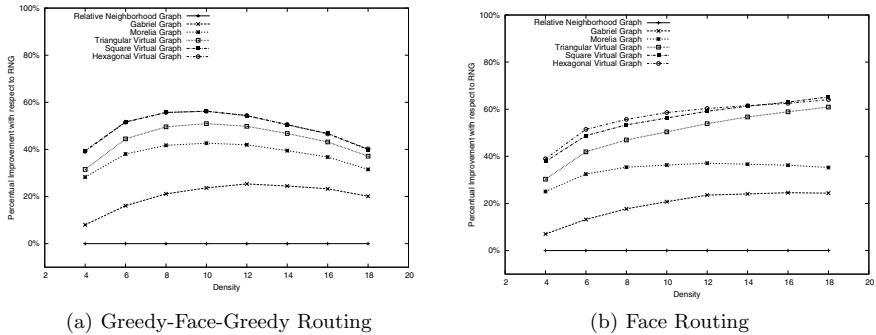 Percentual Improvement with respect to RNG
100%
80%
60%
40%
20%
0%
Relative Neighborhood Graph
Gabriel Graph
Morelia Graph
Triangular Virtual Graph
Square Virtual Graph
Hexagonal Virtual Graph
2 4 6 8 10 12 14 16 18 20
Density
(a) Greedy-Face-Greedy Routing
Percentual Improvement with respect to RNG
100%
80%
60%
40%
20%
0%
Relative Neighborhood Graph
Gabriel Graph
Morelia Graph
Triangular Virtual Graph
Square Virtual Graph
Hexagonal Virtual Graph
2 4 6 8 10 12 14 16 18 20
Density
(b) Face Routing